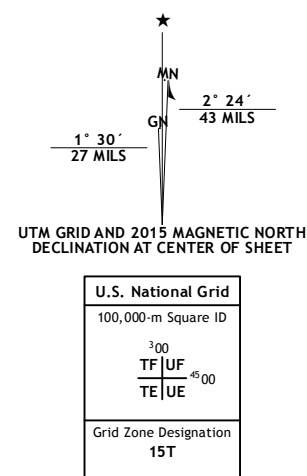 ★
MN
GN
2° 24´
43 MILS
1° 30´
27 MILS
UTM GRID AND 2015 MAGNETIC NORTH
DECLINATION AT CENTER OF SHEET
U.S. National Grid
100,000-m Square ID
³00
TF UF
⁴⁵00
TE UE
Grid Zone Designation
15T